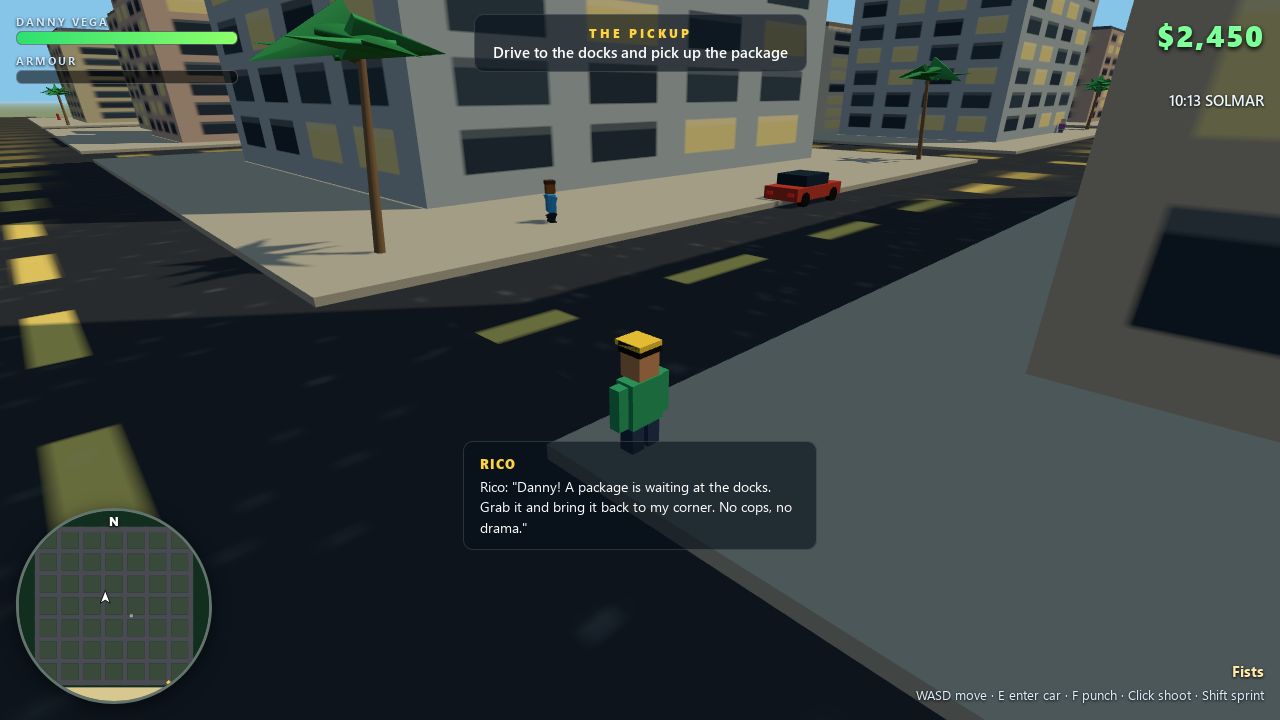 DANNY VEGA
ARMOUR
THE PICKUP
Drive to the docks and pick up the package
$2,450
10:13 SOLMAR
RICO
Rico: "Danny! A package is waiting at the docks.
Grab it and bring it back to my corner. No cops, no
drama."
N
Fists
WASD move · E enter car · F punch · Click shoot · Shift sprint